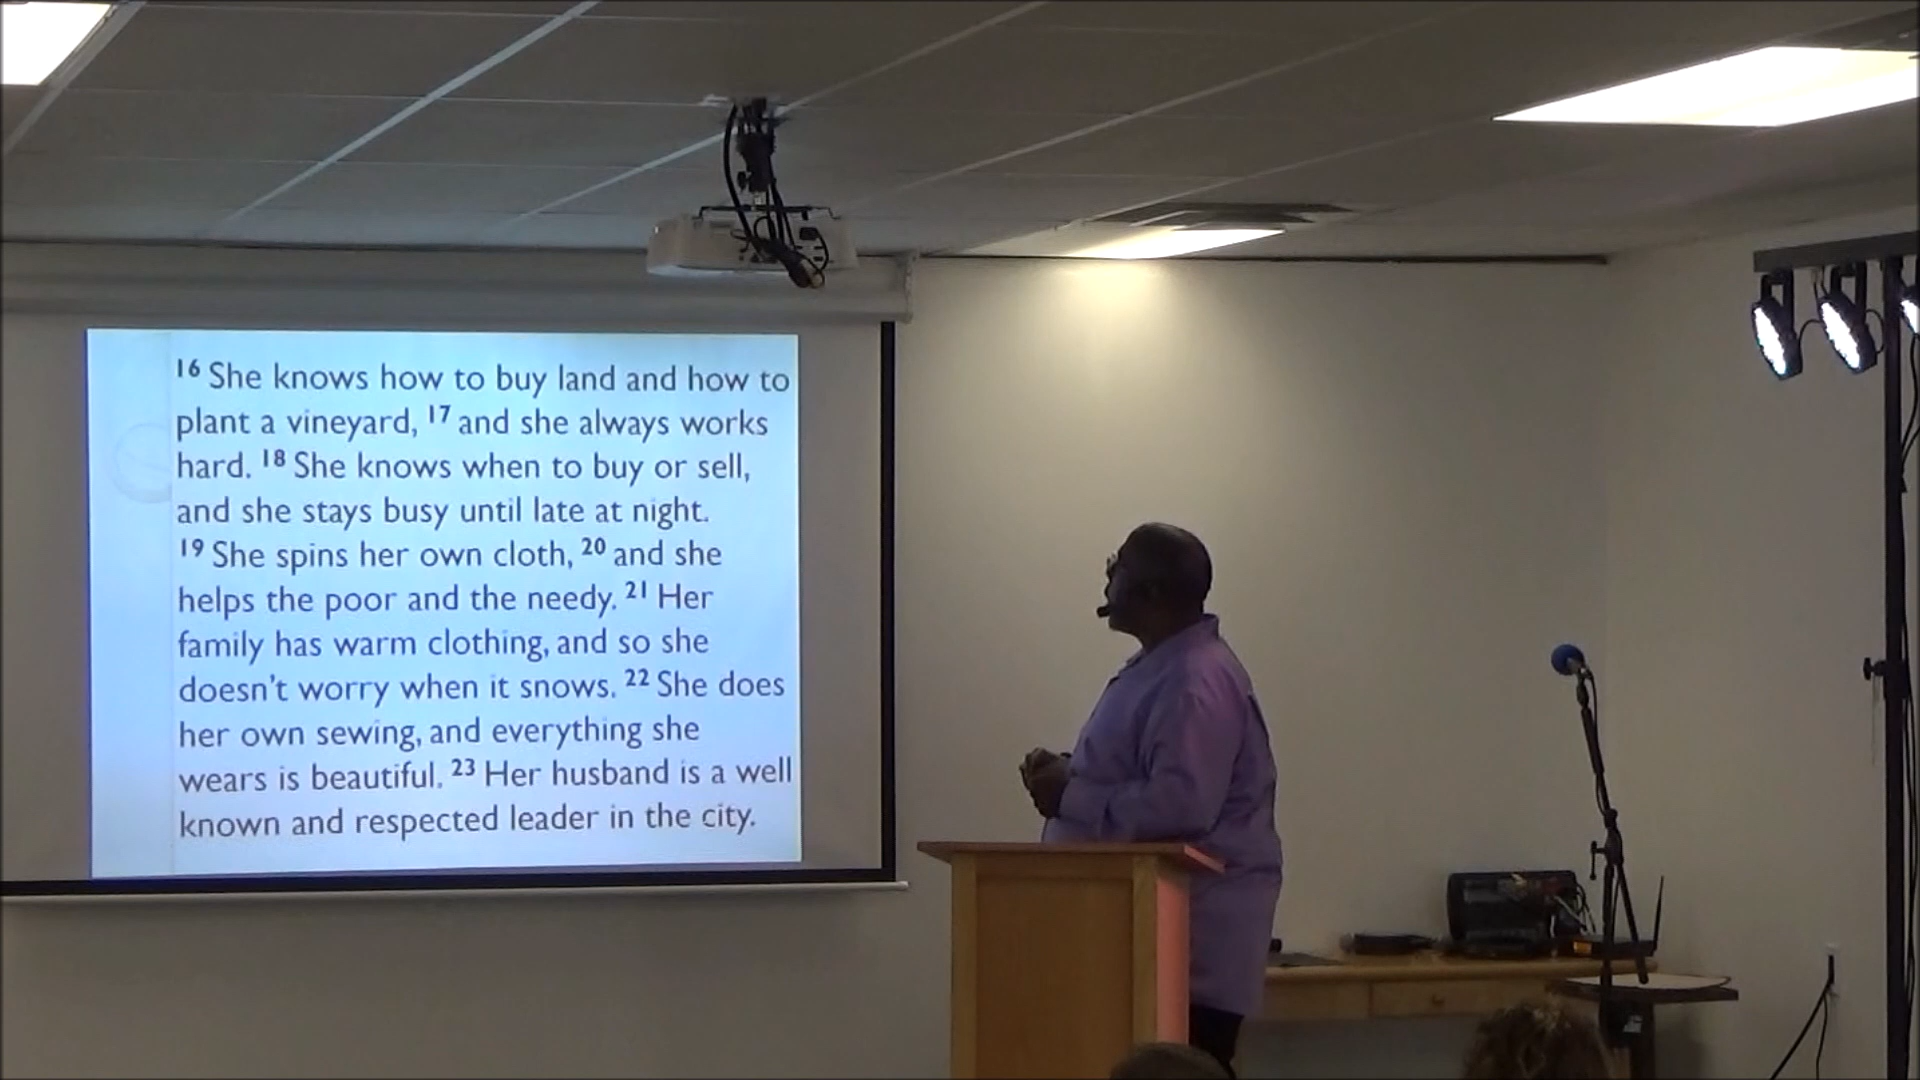 16 She knows how to buy land and how to
plant a vineyard, 17 and she always works
hard. 18 She knows when to buy or sell,
and she stays busy until late at night.
19 She spins her own cloth, 20 and she
helps the poor and the needy. 21 Her
family has warm clothing, and so she
doesn't worry when it snows. 22 She does
her own sewing, and everything she
wears is beautiful. 23 Her husband is a well
known and respected leader in the city.